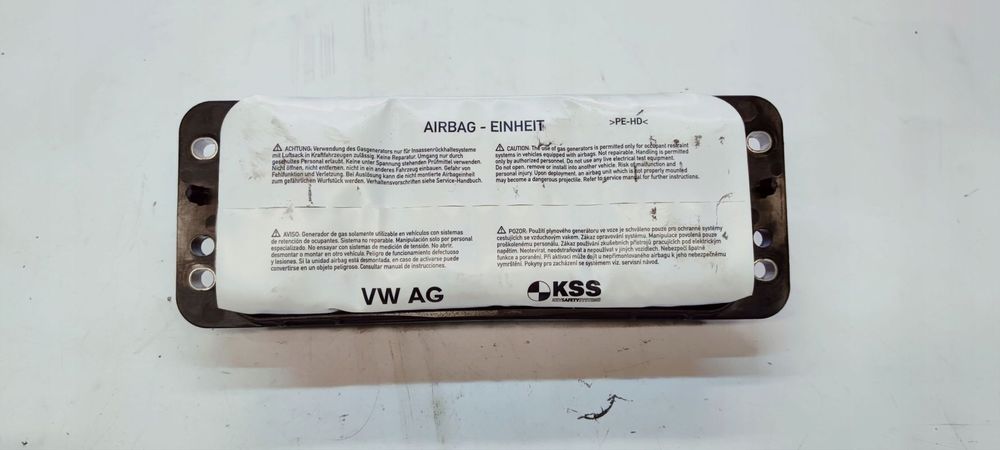 AIRBAG - EINHEIT
>PE-HD<
⚠ ACHTUNG: Verwendung des Gasgenerators nur für Insassenrückhaltesysteme
mit Luftsack in Kraftfahrzeugen zulässig. Keine Reparatur. Umgang nur durch
geschultes Personal erlaubt. Keine unter Spannung stehenden Prüfmittel verwenden.
Nicht öffnen, nicht entfernen, nicht in ein anderes Fahrzeug einbauen. Gefahr von
Fehlfunktion und Verletzung. Bei Auslösung kann die nicht montierte Airbageinheit
zum gefährlichen Wurfstück werden. Verhaltensvorschriften siehe Service-Handbuch.
⚠ CAUTION: The use of gas generators is permitted only for occupant restraint
systems in vehicles equipped with airbags. Not repairable. Handling is permitted
only by authorized personnel. Do not use any live electrical test equipment.
Do not open, remove or install into another vehicle. Risk of malfunction and
personal injury. Upon deployment, an airbag unit which is not properly mounted
may become a dangerous projectile. Refer to service manual for further instructions.
⚠ AVISO: Generador de gas solamente utilizable en vehículos con sistemas
de retención de ocupantes. Sistema no reparable. Manipulación solo por personal
especializado. No ensayar con sistemas de medición de tensión. No abrir,
desmontar o montar en otro vehículo. Peligro de funcionamiento defectuoso
y lesiones. Si la unidad airbag está desmontada, en caso de activarse puede
convertirse en un objeto peligroso. Consultar manual de instrucciones.
⚠ POZOR: Použití plynového generátoru ve voze je schváleno pouze pro ochranné systémy
cestujících se vzduchovým vakem. Zákaz opravování systému. Manipulace povolena pouze
proškolenému personálu. Zákaz používání zkušebních přístrojů pracujících pod elektrickým
napětím. Neotevírat, neodstraňovat a nepoužívat v jiných vozidlech. Nebezpečí špatné
funkce a poranění. Při aktivaci může dojít u nepřimontovaného airbagu k jeho nebezpečnému
vymrštění. Pokyny pro zacházení se systémem viz. servisní návod.
VW AG
KSS
KEY SAFETY SYSTEMS